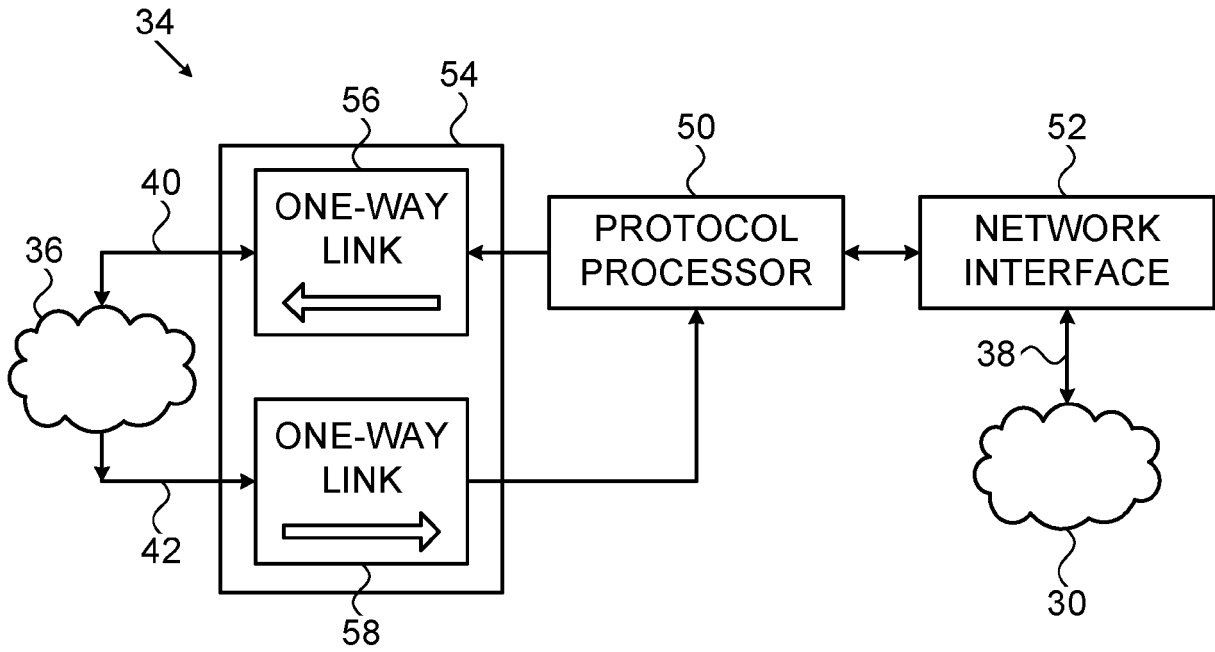 34
54
56
50
52
40
ONE-WAY
LINK
PROTOCOL
PROCESSOR
NETWORK
INTERFACE
36
38
ONE-WAY
LINK
42
58
30